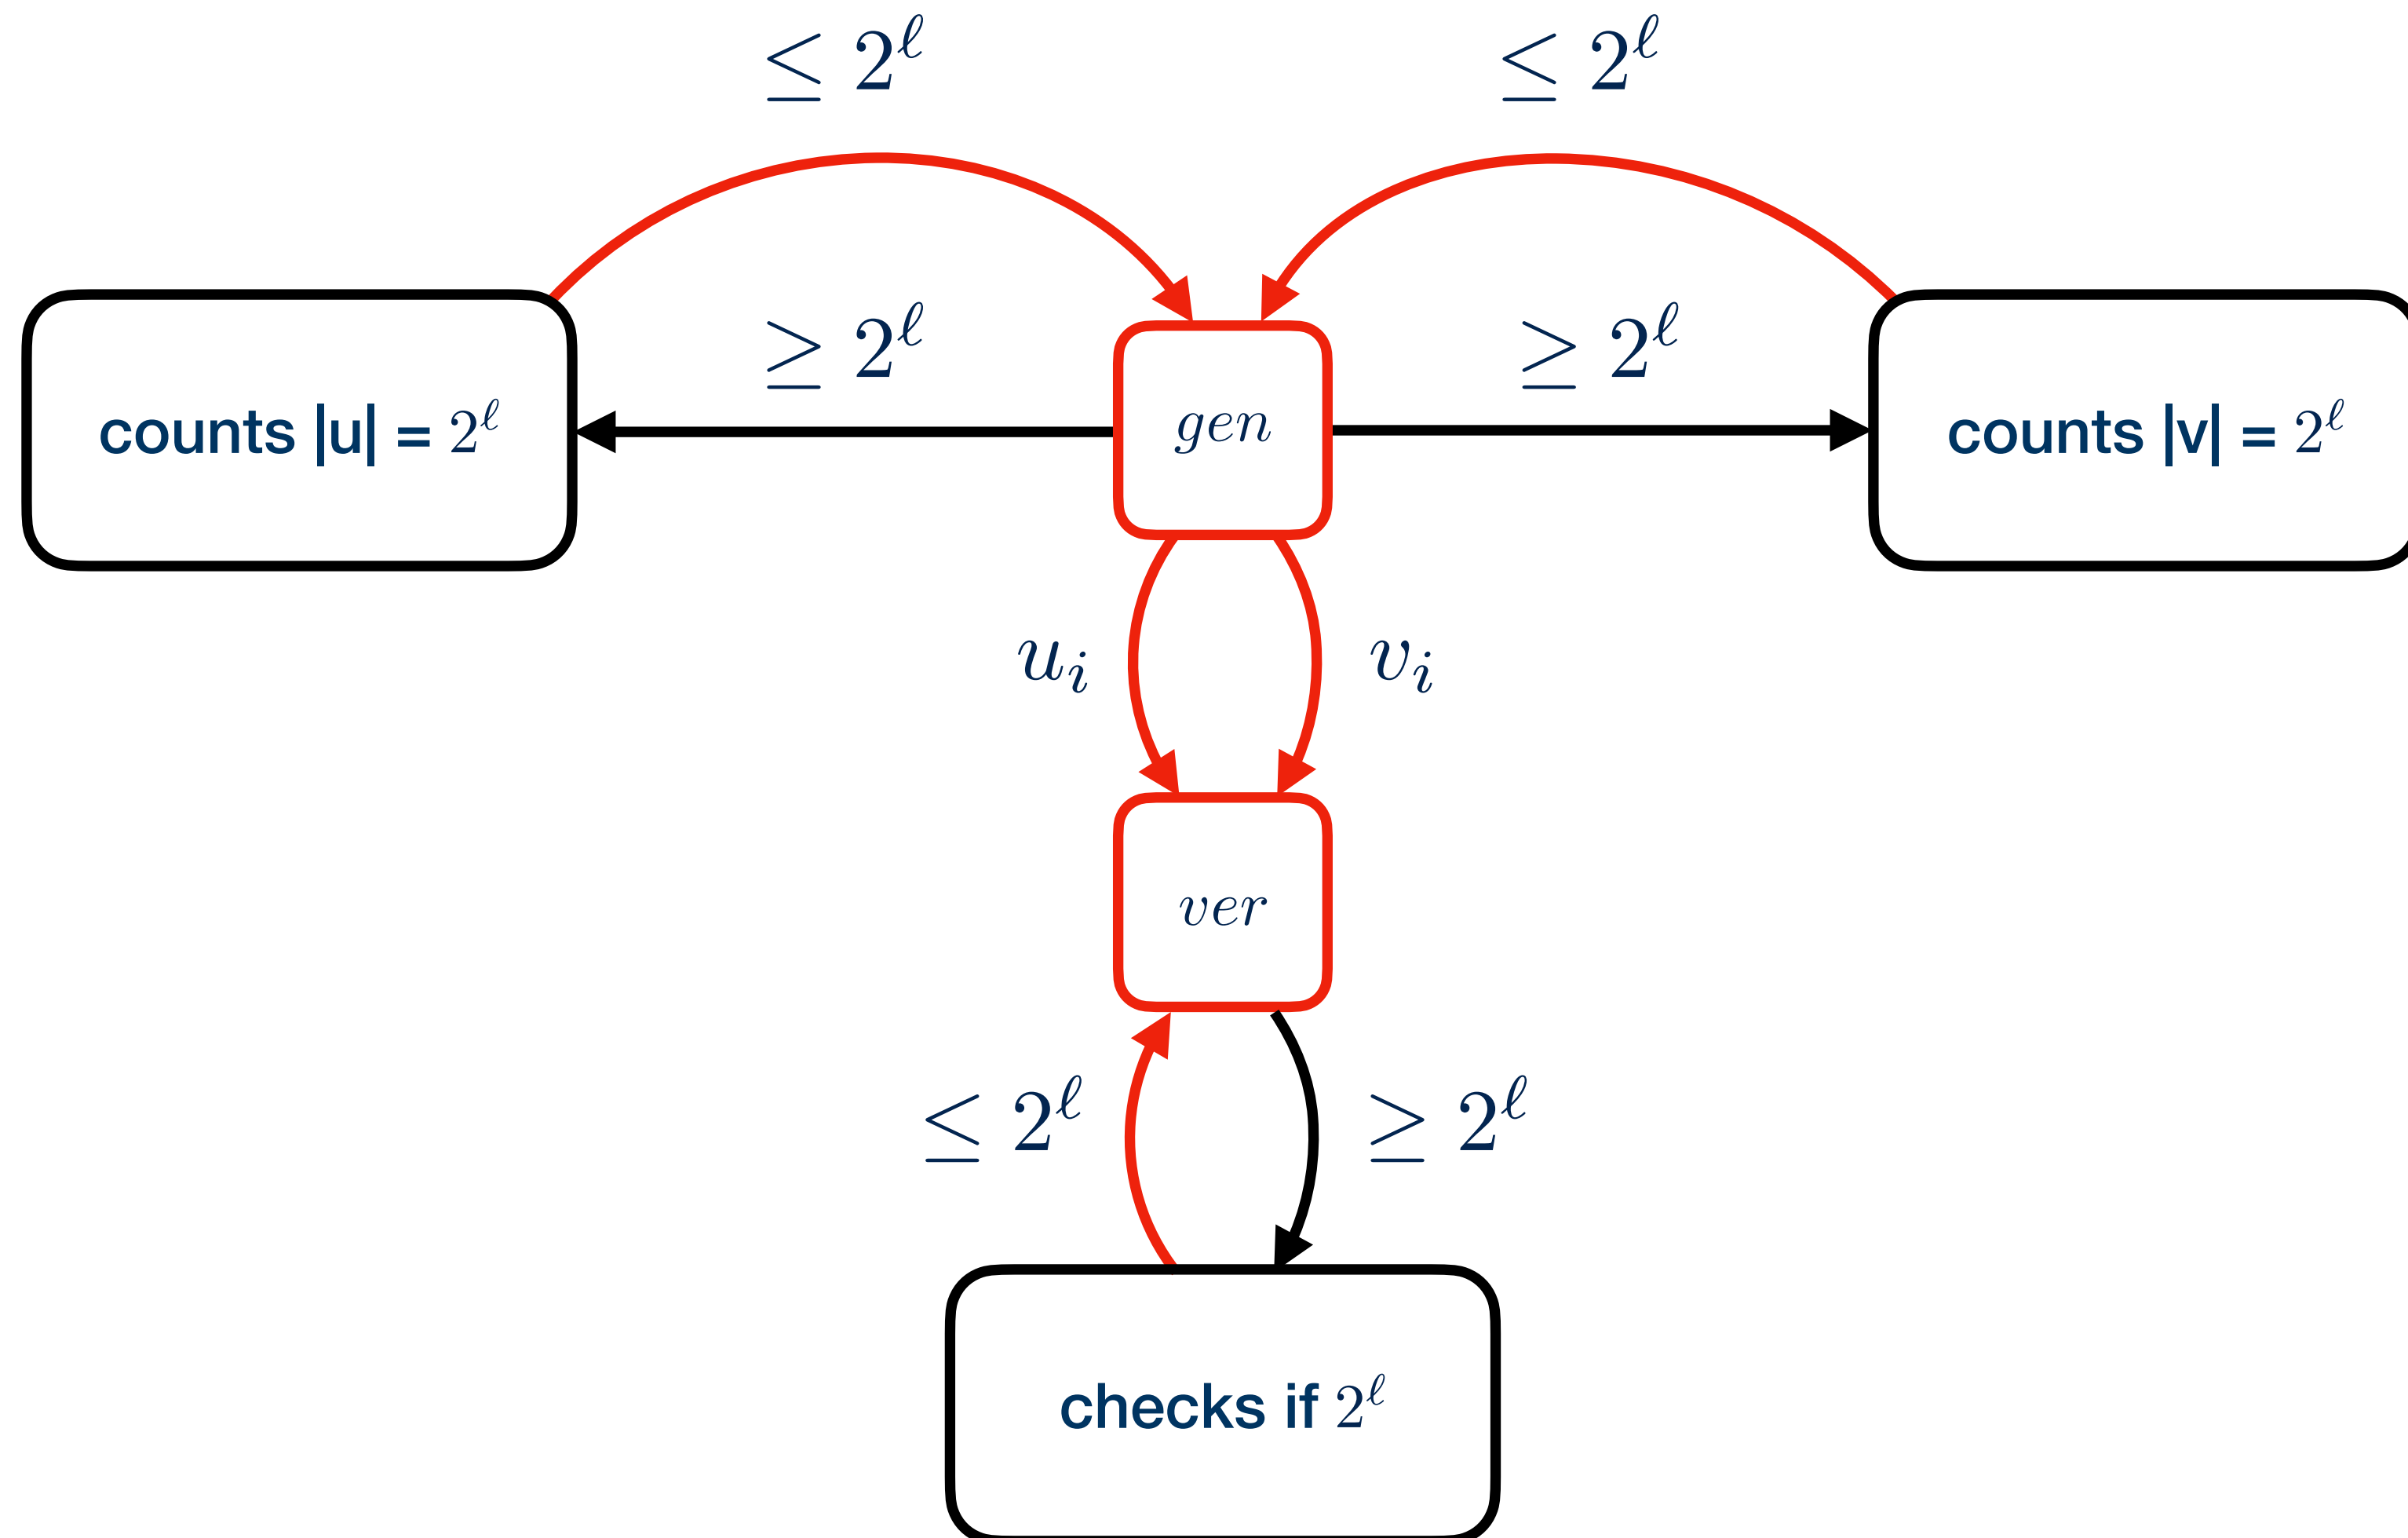 ≤ 2^ℓ
≤ 2^ℓ
≥ 2^ℓ
≥ 2^ℓ
counts |u| = 2^ℓ
gen
counts |v| = 2^ℓ
u_i
v_i
ver
≤ 2^ℓ
≥ 2^ℓ
checks if 2^ℓ